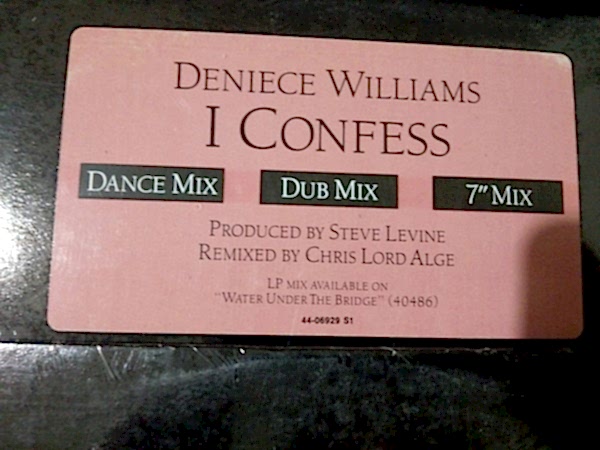 DENIECE WILLIAMS
I CONFESS
DANCE MIX DUB MIX 7" MIX
PRODUCED BY STEVE LEVINE
REMIXED BY CHRIS LORD ALGE
LP MIX AVAILABLE ON
"WATER UNDER THE BRIDGE" (40486)
44-06929 S1